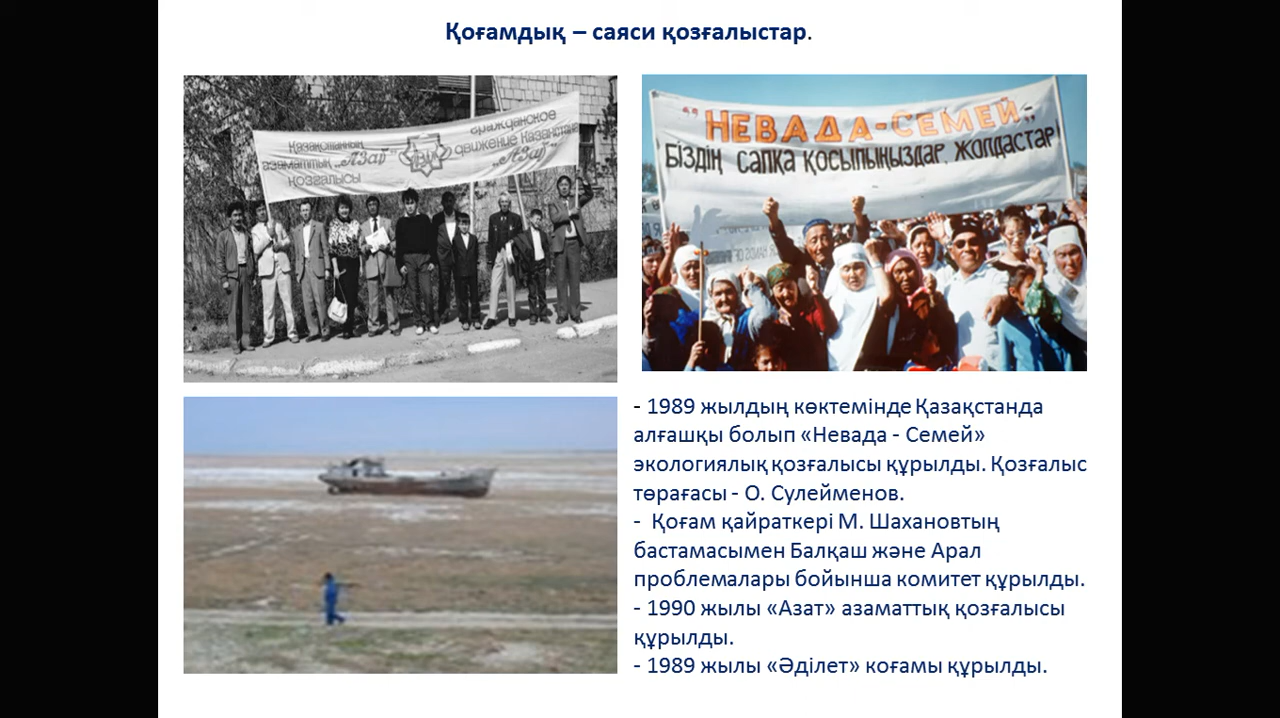 Қоғамдық – саяси қозғалыстар.
Қазақстанның
азаматтық „Азат"
қозғалысы
гражданское
движение Казахстана
„Азат"
"НЕВАДА-СЕМЕЙ":
БІЗДІҢ САПҚА ҚОСЫЛЫҢЫЗДАР, ЖОЛДАСТАР
- 1989 жылдың көктемінде Қазақстанда
алғашқы болып «Невада - Семей»
экологиялық қозғалысы құрылды. Қозғалыс
төрағасы - О. Сулейменов.
- Қоғам қайраткері М. Шахановтың
бастамасымен Балқаш және Арал
проблемалары бойынша комитет құрылды.
- 1990 жылы «Азат» азаматтық қозғалысы
құрылды.
- 1989 жылы «Әділет» коғамы құрылды.